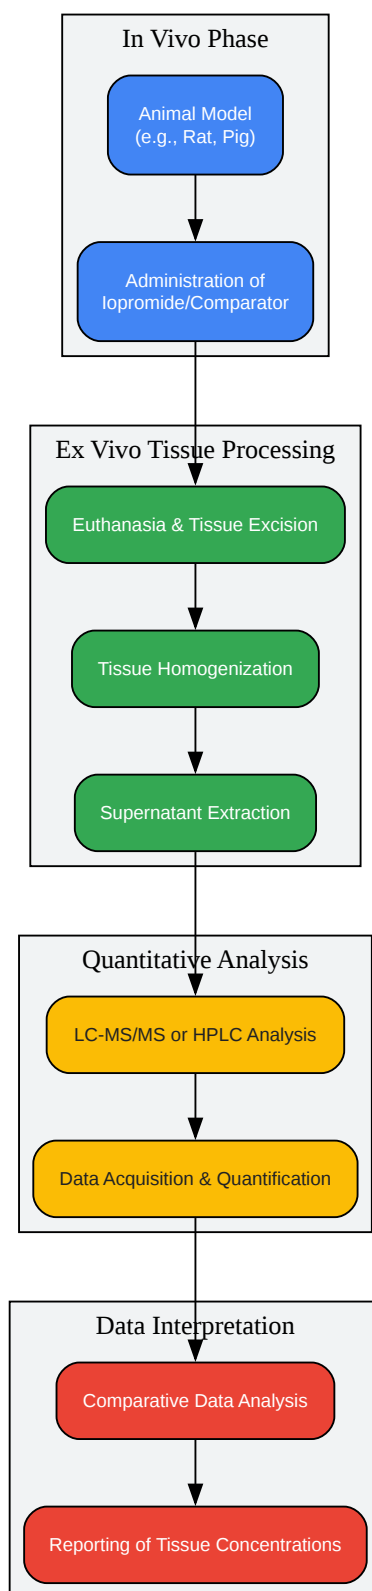 In Vivo Phase
Animal Model
(e.g., Rat, Pig)
Administration of
Iopromide/Comparator
Ex Vivo Tissue Processing
Euthanasia & Tissue Excision
Tissue Homogenization
Supernatant Extraction
Quantitative Analysis
LC-MS/MS or HPLC Analysis
Data Acquisition & Quantification
Data Interpretation
Comparative Data Analysis
Reporting of Tissue Concentrations